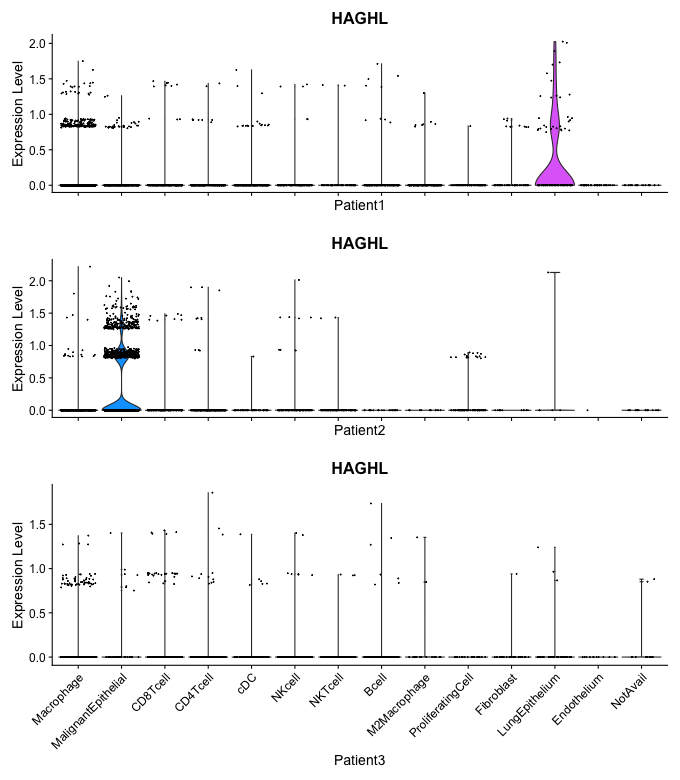 HAGHL
Expression Level
2.0
1.5
1.0
0.5
0.0
Patient1
HAGHL
Expression Level
2.0
1.5
1.0
0.5
0.0
Patient2
HAGHL
Expression Level
1.5
1.0
0.5
0.0
Macrophage
MalignantEpithelial
CD8Tcell
CD4Tcell
cDC
NKcell
NKTcell
Bcell
M2Macrophage
ProliferatingCell
Fibroblast
LungEpithelium
Endothelium
NotAvail
Patient3